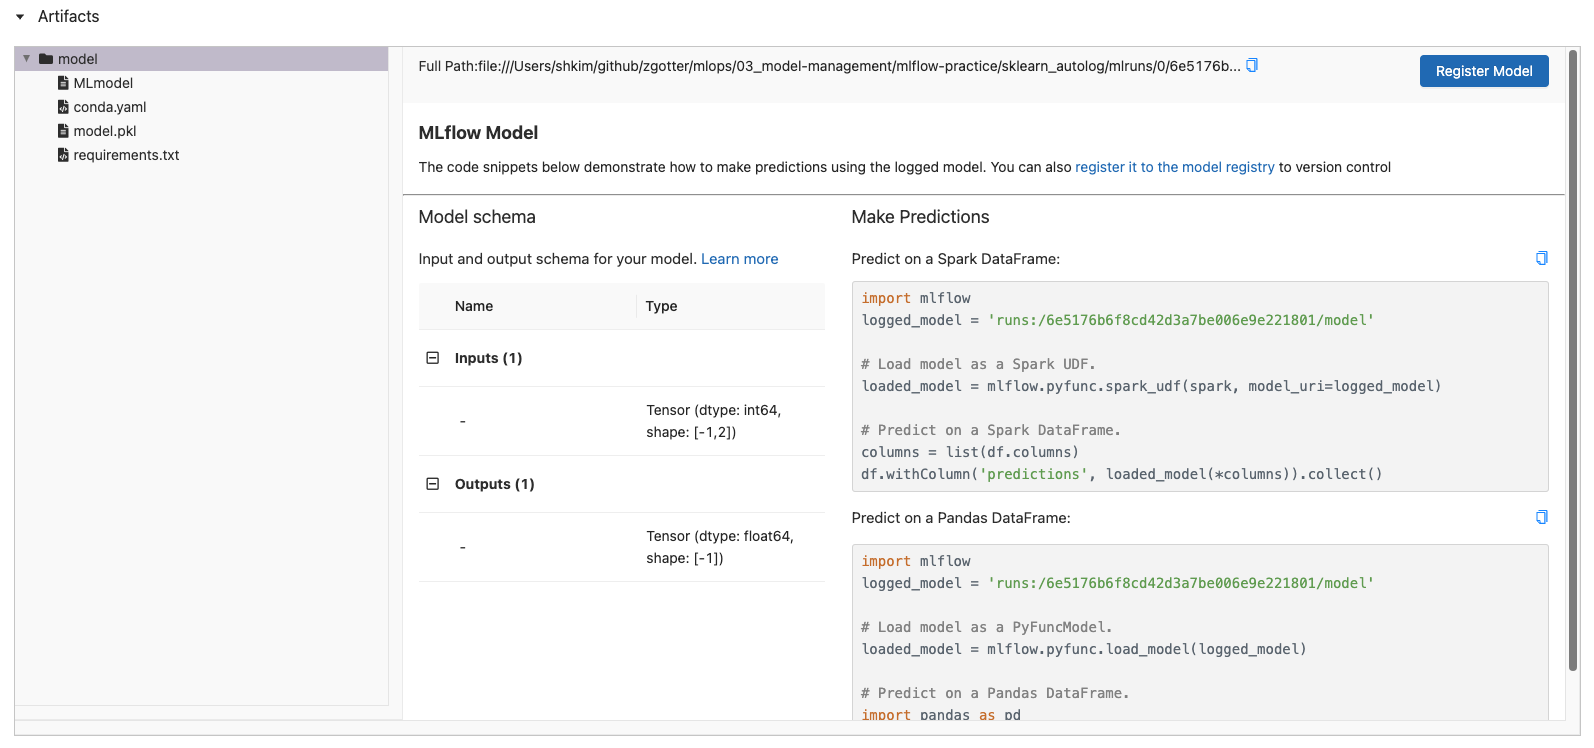 Artifacts
model
MLmodel
conda.yaml
model.pkl
requirements.txt
Full Path:file:///Users/shkim/github/zgotter/mlops/03_model-management/mlflow-practice/sklearn_autolog/mlruns/0/6e5176b...
Register Model
MLflow Model
The code snippets below demonstrate how to make predictions using the logged model. You can also register it to the model registry to version control
Model schema
Input and output schema for your model. Learn more
Name Type
Inputs (1)
- Tensor (dtype: int64,
shape: [-1,2])
Outputs (1)
- Tensor (dtype: float64,
shape: [-1])
Make Predictions
Predict on a Spark DataFrame:
import mlflow
logged_model = 'runs:/6e5176b6f8cd42d3a7be006e9e221801/model'
# Load model as a Spark UDF.
loaded_model = mlflow.pyfunc.spark_udf(spark, model_uri=logged_model)
# Predict on a Spark DataFrame.
columns = list(df.columns)
df.withColumn('predictions', loaded_model(*columns)).collect()
Predict on a Pandas DataFrame:
import mlflow
logged_model = 'runs:/6e5176b6f8cd42d3a7be006e9e221801/model'
# Load model as a PyFuncModel.
loaded_model = mlflow.pyfunc.load_model(logged_model)
# Predict on a Pandas DataFrame.
import pandas as pd